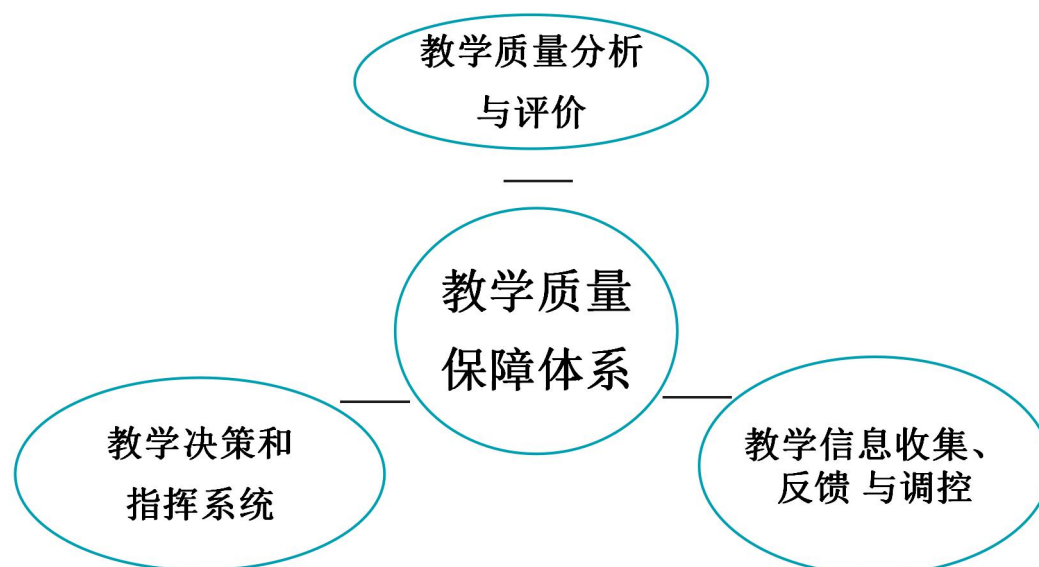 教学质量分析
与评价
教学质量
保障体系
教学决策和
指挥系统
教学信息收集、
反馈 与调控